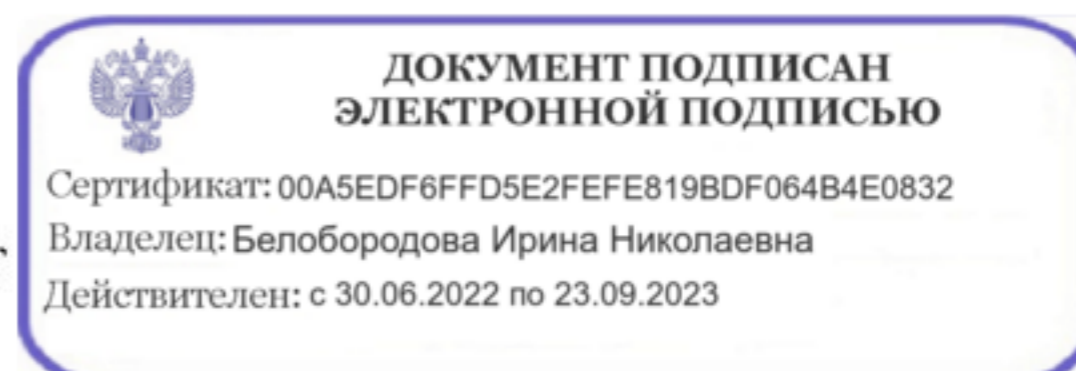 ДОКУМЕНТ ПОДПИСАН
ЭЛЕКТРОННОЙ ПОДПИСЬЮ
Сертификат: 00A5EDF6FFD5E2FEFE819BDF064B4E0832
Владелец: Белобородова Ирина Николаевна
Действителен: с 30.06.2022 по 23.09.2023